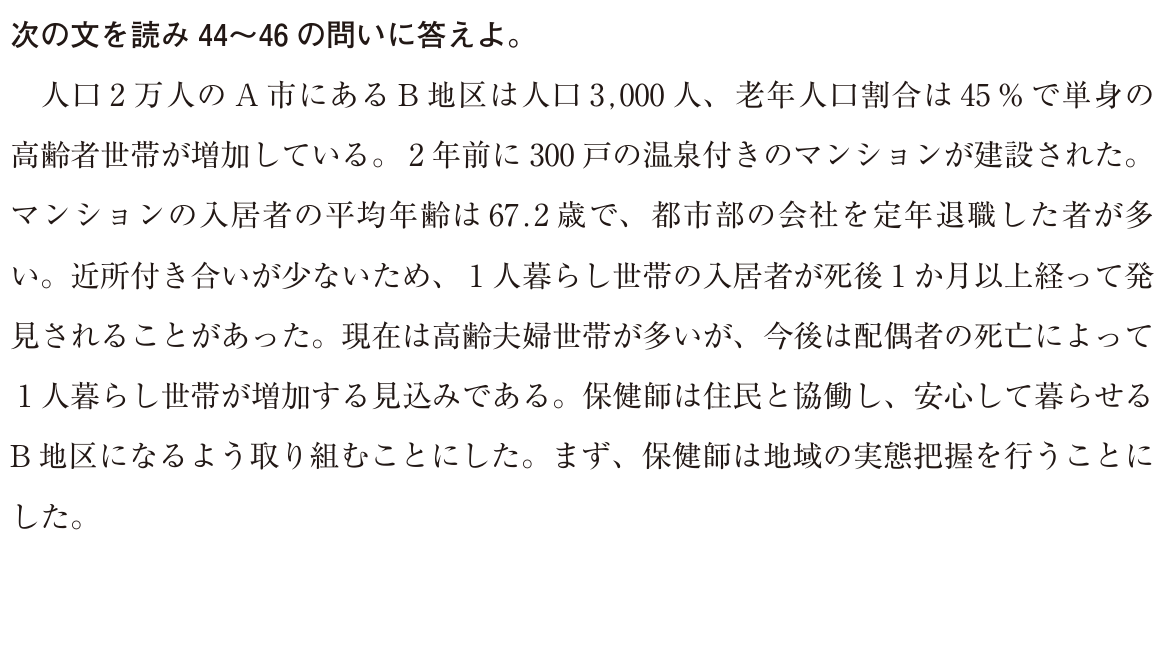 次の文を読み 44〜46 の問いに答えよ。
人口 2 万人の A 市にある B 地区は人口 3,000 人、老年人口割合は 45 % で単身の
高齢者世帯が増加している。2 年前に 300 戸の温泉付きのマンションが建設された。
マンションの入居者の平均年齢は 67.2 歳で、都市部の会社を定年退職した者が多
い。近所付き合いが少ないため、1 人暮らし世帯の入居者が死後 1 か月以上経って発
見されることがあった。現在は高齢夫婦世帯が多いが、今後は配偶者の死亡によって
1 人暮らし世帯が増加する見込みである。保健師は住民と協働し、安心して暮らせる
B 地区になるよう取り組むことにした。まず、保健師は地域の実態把握を行うことに
した。